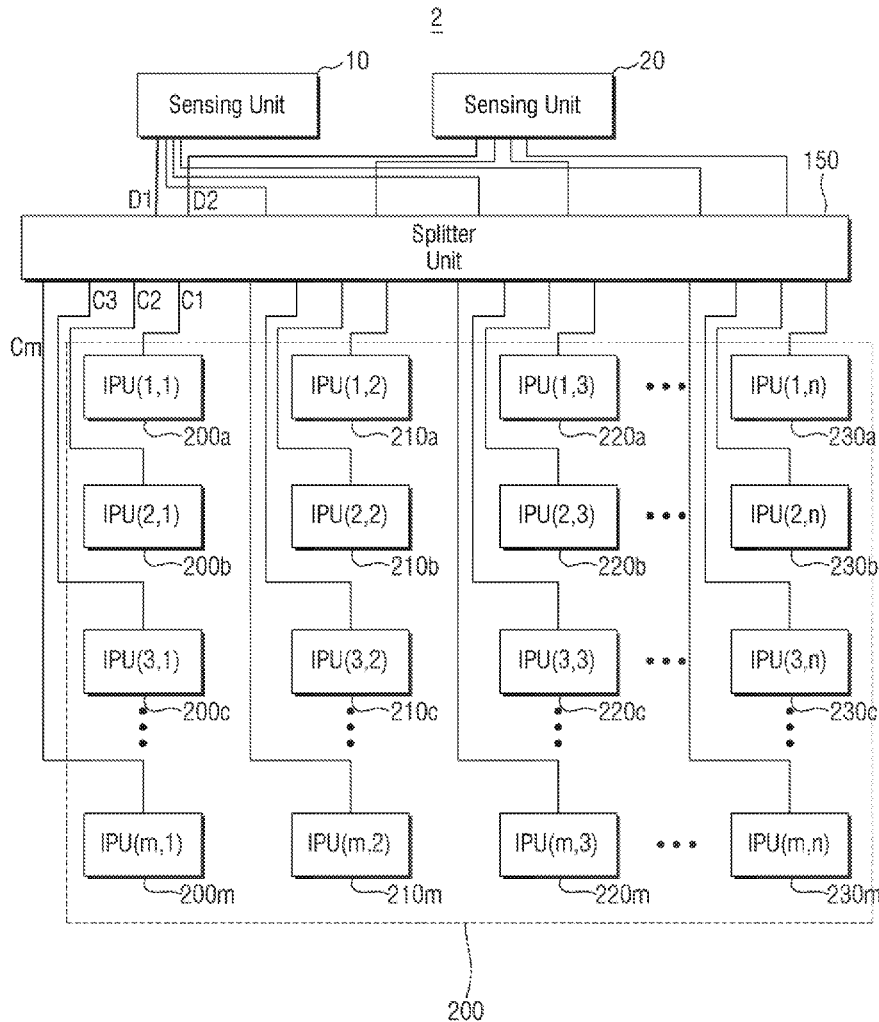 2
10
20
Sensing Unit
Sensing Unit
150
D1
D2
Splitter
Unit
C3
C2
C1
Cm
IPU(1,1)
IPU(1,2)
IPU(1,3)
IPU(1,n)
200a
210a
220a
230a
IPU(2,1)
IPU(2,2)
IPU(2,3)
IPU(2,n)
200b
210b
220b
230b
IPU(3,1)
IPU(3,2)
IPU(3,3)
IPU(3,n)
200c
210c
220c
230c
IPU(m,1)
IPU(m,2)
IPU(m,3)
IPU(m,n)
200m
210m
220m
230m
200